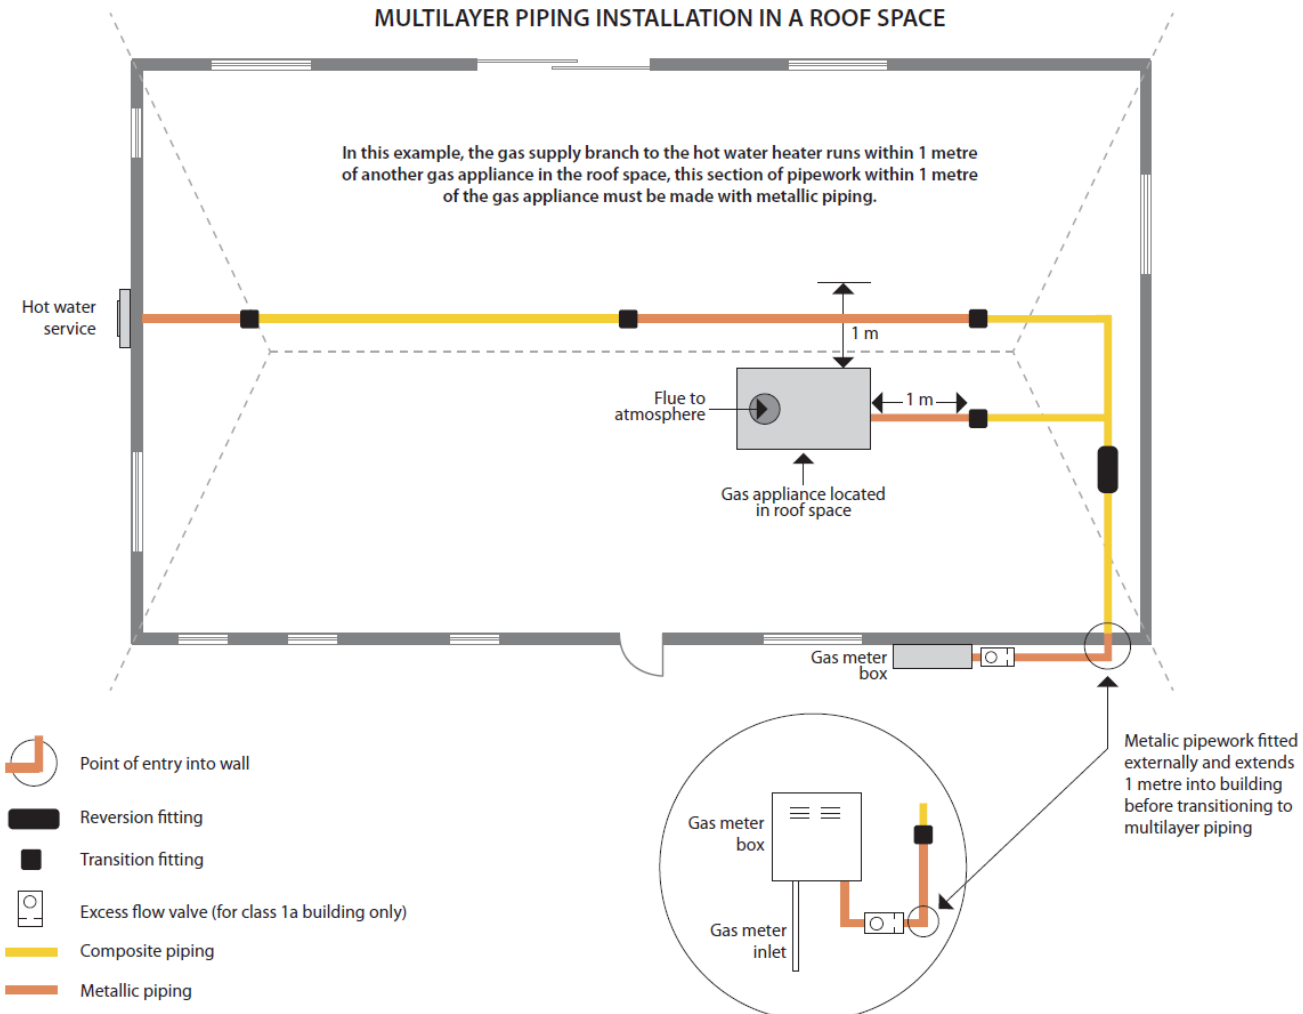 MULTILAYER PIPING INSTALLATION IN A ROOF SPACE
In this example, the gas supply branch to the hot water heater runs within 1 metre
of another gas appliance in the roof space, this section of pipework within 1 metre
of the gas appliance must be made with metallic piping.
Hot water
service
1 m
Flue to
atmosphere
1 m
Gas appliance located
in roof space
Gas meter
box
Metalic pipework fitted
externally and extends
1 metre into building
before transitioning to
multilayer piping
Point of entry into wall
Reversion fitting
Transition fitting
Excess flow valve (for class 1a building only)
Composite piping
Metallic piping
Gas meter
box
Gas meter
inlet